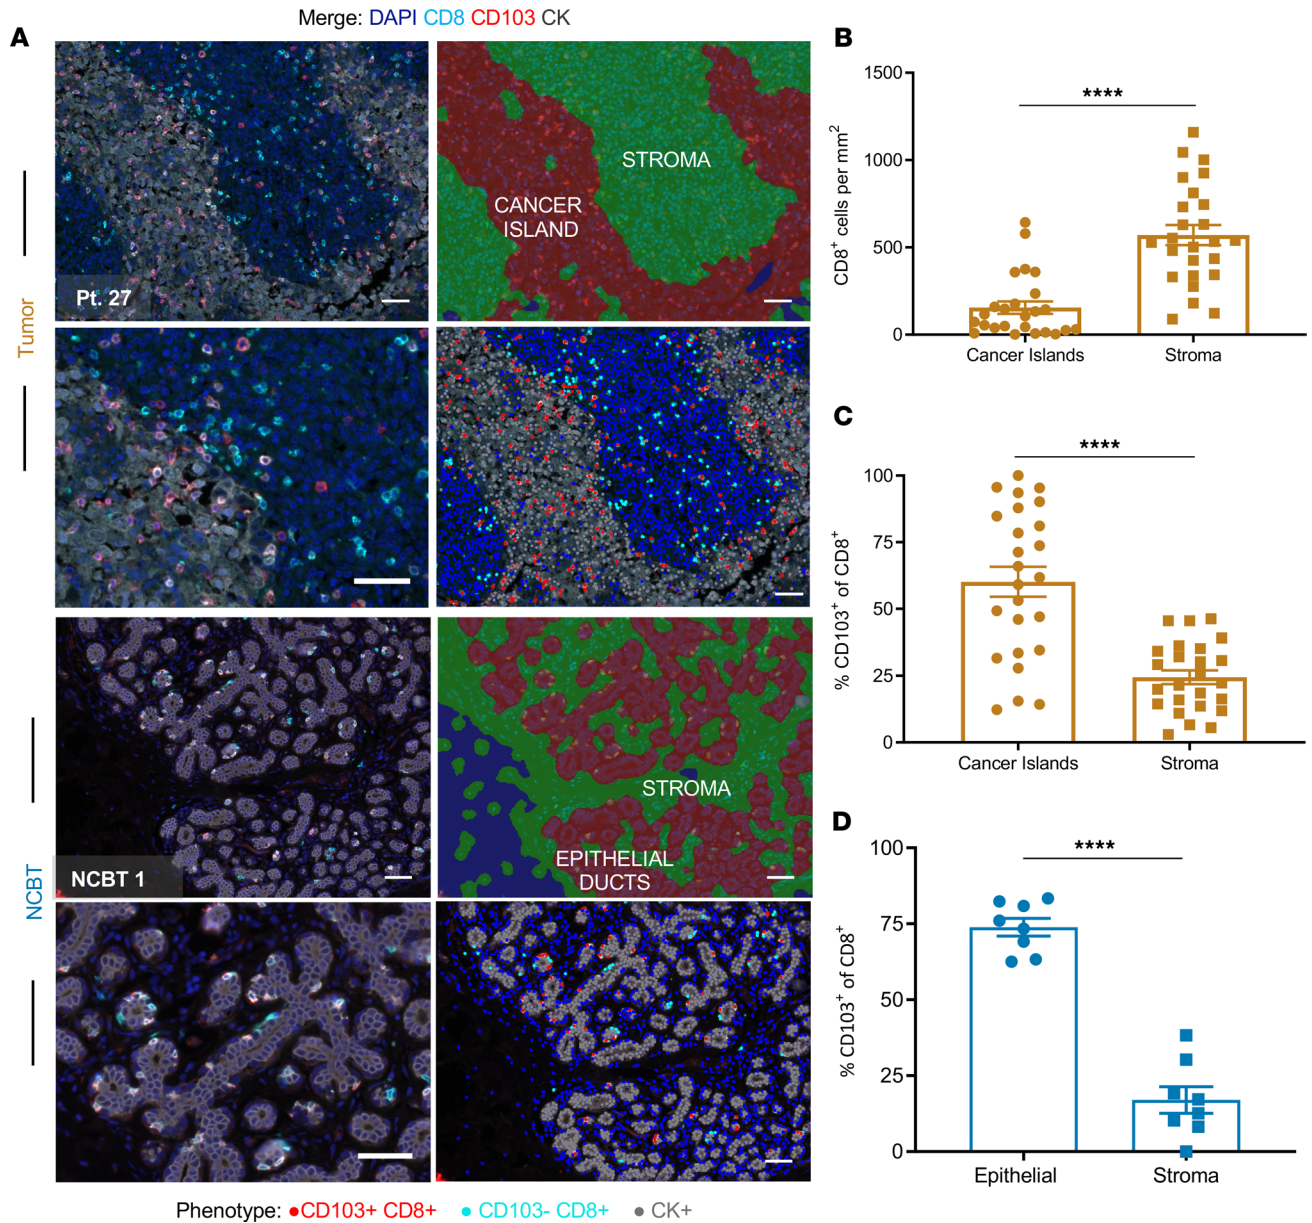 Merge: DAPI CD8 CD103 CK
A
Tumor
Pt. 27
STROMA
CANCER
ISLAND
NCBT
NCBT 1
STROMA
EPITHELIAL
DUCTS
Phenotype: CD103+ CD8+ CD103- CD8+ CK+
B
CD8+ cells per mm2
1500
1000
500
0
****
Cancer Islands Stroma
C
% CD103+ of CD8+
100
75
50
25
0
****
Cancer Islands Stroma
D
% CD103+ of CD8+
100
75
50
25
0
****
Epithelial Stroma